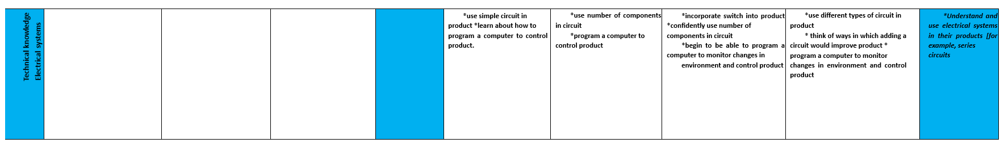 Technical knowledge
Electrical systems
*use simple circuit in
product *learn about how to
program a computer to control
product.
*use number of components
in circuit
*program a computer to
control product
*incorporate switch into product
*confidently use number of
components in circuit
*begin to be able to program a
computer to monitor changes in
environment and control product
*use different types of circuit in
product
* think of ways in which adding a
circuit would improve product *
program a computer to monitor
changes in environment and control
product
*Understand and
use electrical systems
in their products [for
example, series
circuits